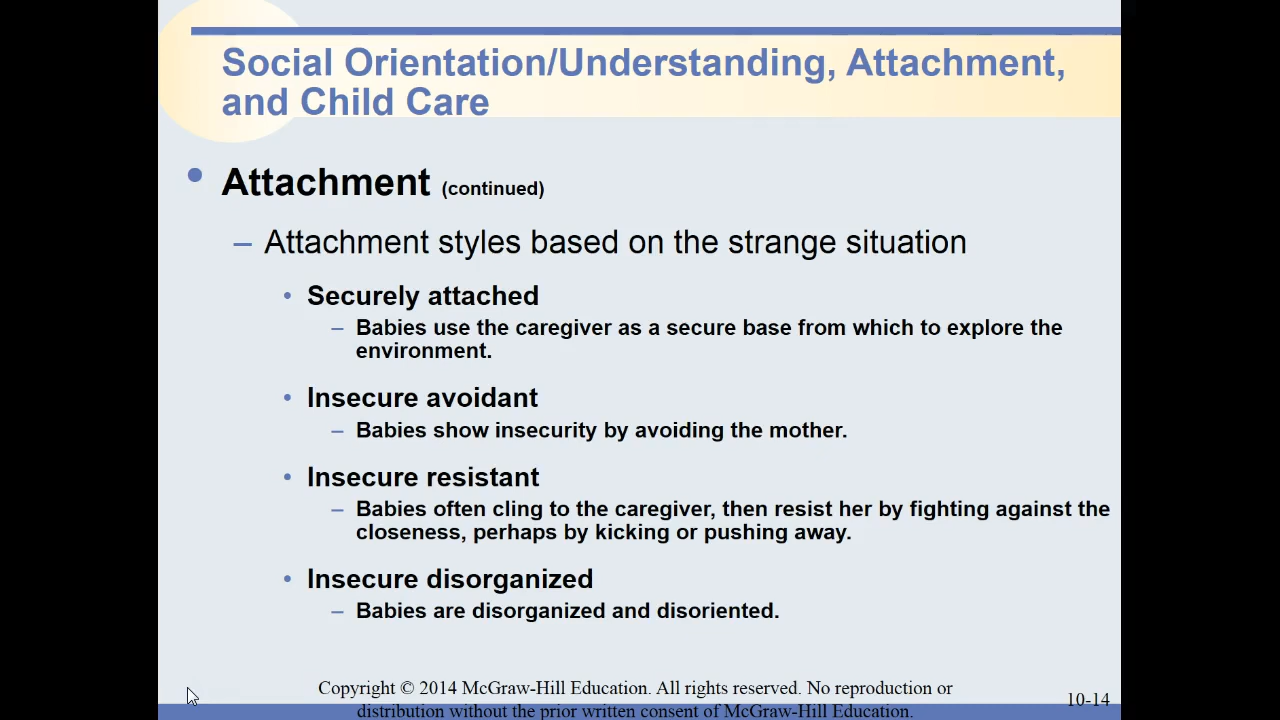 Social Orientation/Understanding, Attachment,
and Child Care
• Attachment (continued)
– Attachment styles based on the strange situation
• Securely attached
– Babies use the caregiver as a secure base from which to explore the
environment.
• Insecure avoidant
– Babies show insecurity by avoiding the mother.
• Insecure resistant
– Babies often cling to the caregiver, then resist her by fighting against the
closeness, perhaps by kicking or pushing away.
• Insecure disorganized
– Babies are disorganized and disoriented.
Copyright © 2014 McGraw-Hill Education. All rights reserved. No reproduction or
distribution without the prior written consent of McGraw-Hill Education.
10-14